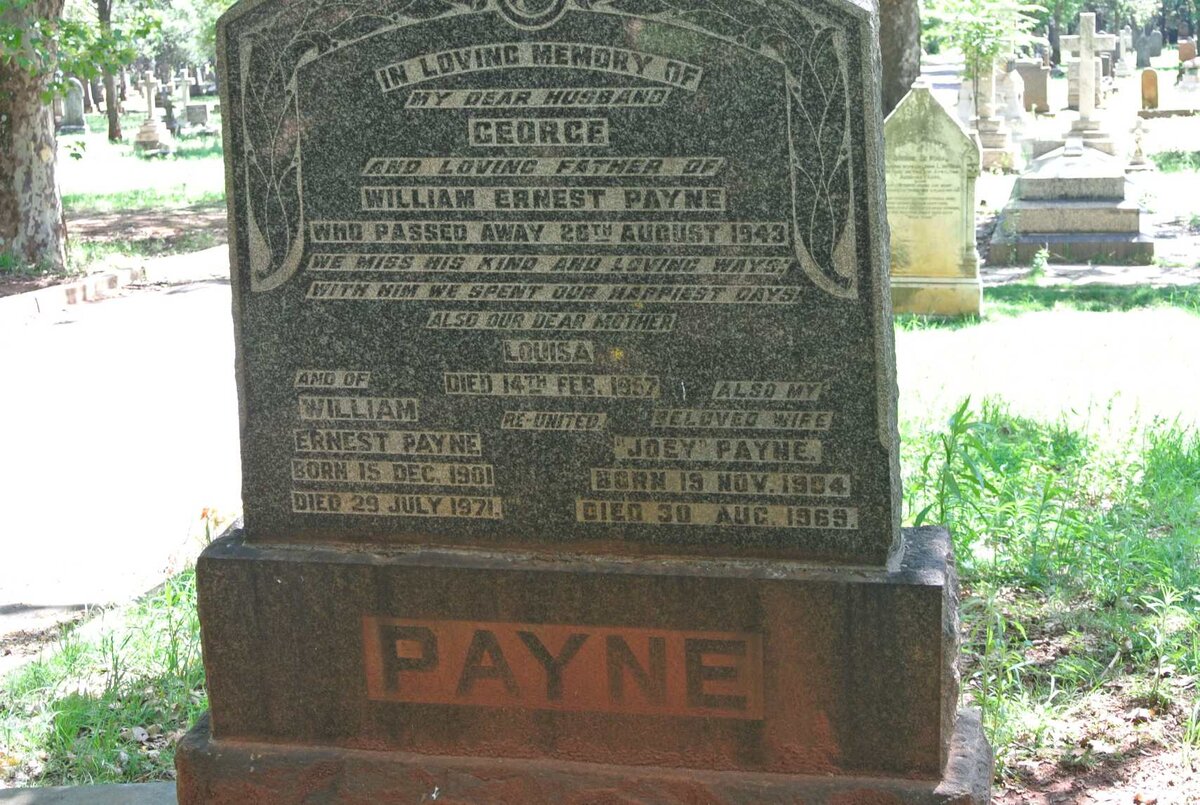 IN LOVING MEMORY OF
MY DEAR HUSBAND
GEORGE
AND LOVING FATHER OF
WILLIAM ERNEST PAYNE
WHO PASSED AWAY 26TH AUGUST 1943
WE MISS HIS KIND AND LOVING WAYS,
WITH HIM WE SPENT OUR HAPPIEST DAYS.
ALSO OUR DEAR MOTHER
LOUISA
DIED 14TH FEB. 1957
RE-UNITED.
AND OF
WILLIAM
ERNEST PAYNE
BORN 15 DEC. 1901
DIED 29 JULY 1971.
ALSO MY
BELOVED WIFE
"JOEY" PAYNE.
BORN 19 NOV. 1904
DIED 30 AUG. 1969.
PAYNE